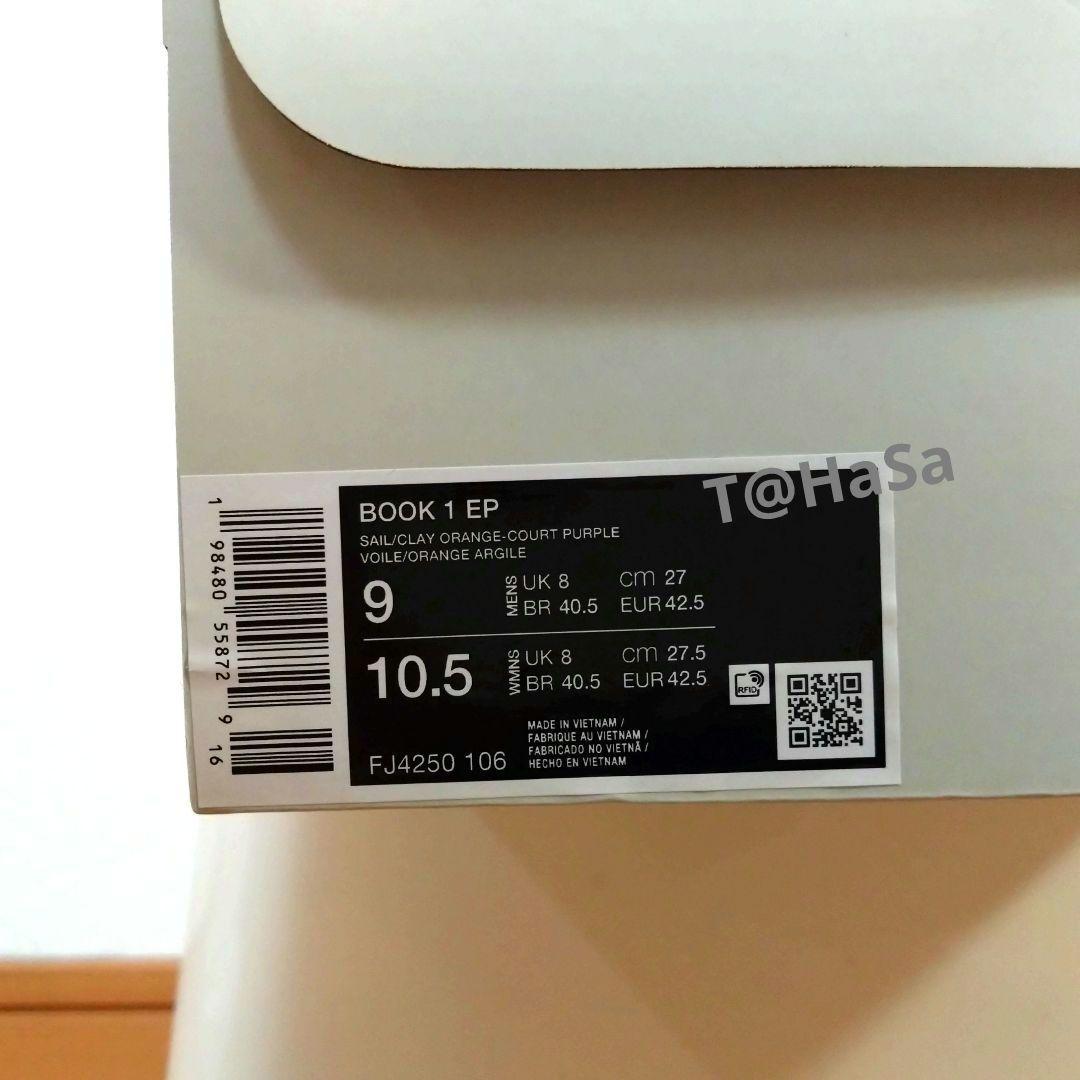 T@HaSa
BOOK 1 EP
SAIL/CLAY ORANGE-COURT PURPLE
VOILE/ORANGE ARGILE
9 MENS UK 8 cm 27
BR 40.5 EUR 42.5
10.5 WMNS UK 8 cm 27.5
BR 40.5 EUR 42.5
RFID
MADE IN VIETNAM /
FABRIQUE AU VIETNAM /
FABRICADO NO VIETNÃ /
HECHO EN VIETNAM
FJ4250 106
1 98480 55872 9 16